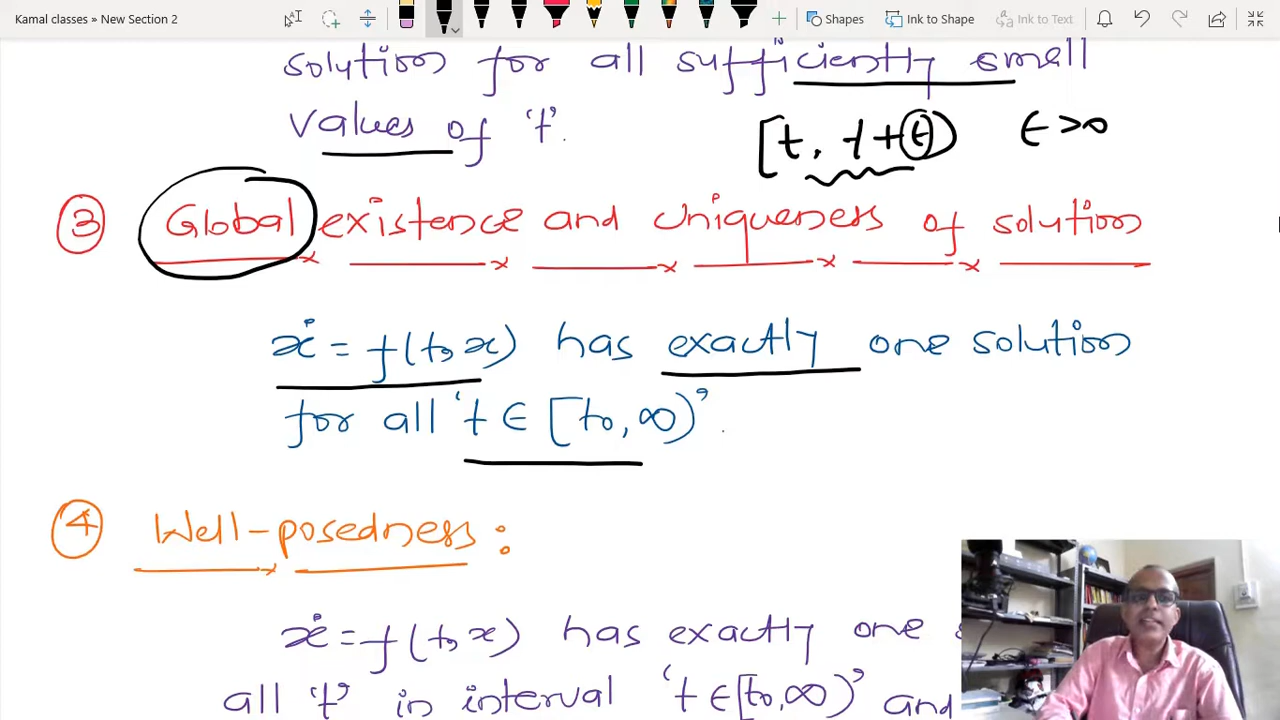 Kamal classes » New Section 2
Shapes
Ink to Shape
Ink to Text
solution for all sufficiently small
values of 't'.
[t, t+ϵ) ϵ>0
③ Global existence and Uniqueness of solution
ẋ = f(t, x) has exactly one solution
for all 't ∈ [t₀, ∞)'.
④ Well-posedness :
ẋ = f(t, x) has exactly one
all 't' in interval 't ∈ [t₀, ∞)' and